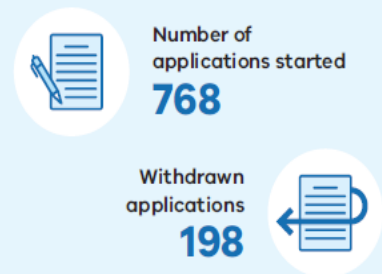 Number of
applications started
768
Withdrawn
applications
198